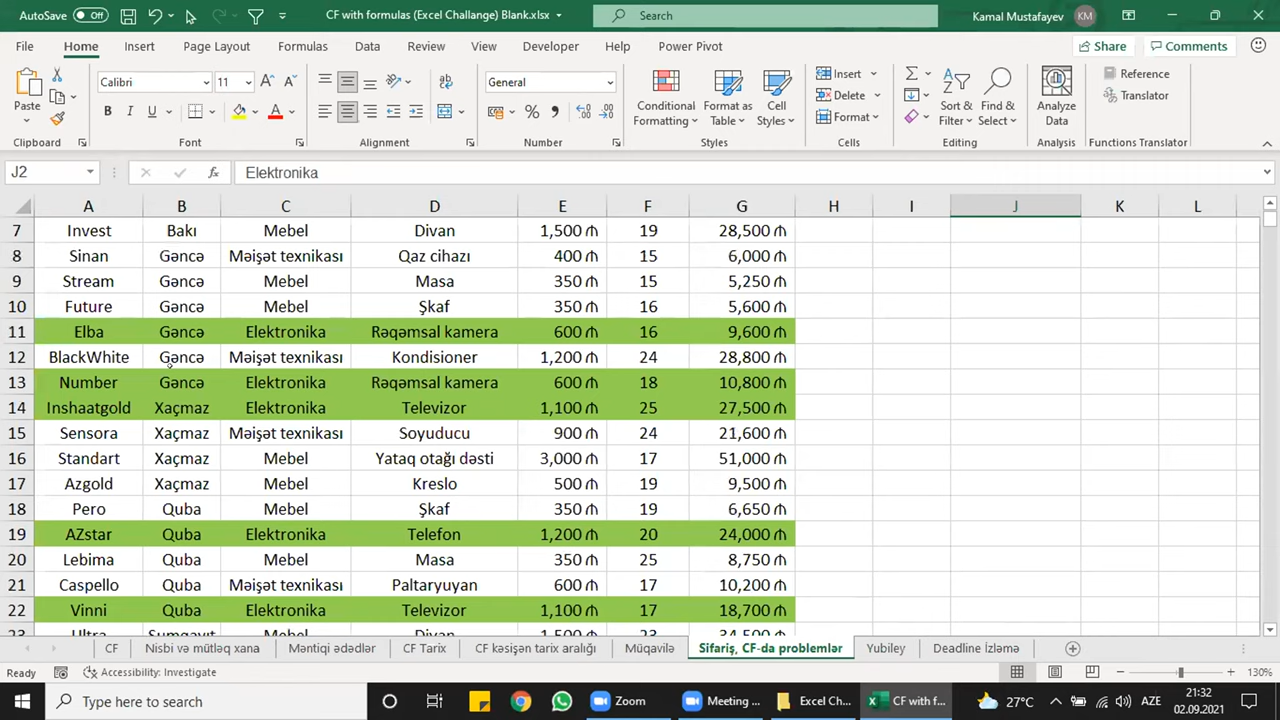 AutoSave Off CF with formulas (Excel Challange) Blank.xlsx Search Kamal Mustafayev KM
File Home Insert Page Layout Formulas Data Review View Developer Help Power Pivot Share Comments
Calibri 11 General Insert Reference
Delete Translator
Paste Conditional Formatting Format as Table Cell Styles Format Sort & Filter Find & Select Analyze Data
Clipboard Font Alignment Number Styles Cells Editing Analysis Functions Translator
J2 fx Elektronika
A B C D E F G H I J K L
7 Invest Bakı Mebel Divan 1,500 ₼ 19 28,500 ₼
8 Sinan Gəncə Məişət texnikası Qaz cihazı 400 ₼ 15 6,000 ₼
9 Stream Gəncə Mebel Masa 350 ₼ 15 5,250 ₼
10 Future Gəncə Mebel Şkaf 350 ₼ 16 5,600 ₼
11 Elba Gəncə Elektronika Rəqəmsal kamera 600 ₼ 16 9,600 ₼
12 BlackWhite Gəncə Məişət texnikası Kondisioner 1,200 ₼ 24 28,800 ₼
13 Number Gəncə Elektronika Rəqəmsal kamera 600 ₼ 18 10,800 ₼
14 Inshaatgold Xaçmaz Elektronika Televizor 1,100 ₼ 25 27,500 ₼
15 Sensora Xaçmaz Məişət texnikası Soyuducu 900 ₼ 24 21,600 ₼
16 Standart Xaçmaz Mebel Yataq otağı dəsti 3,000 ₼ 17 51,000 ₼
17 Azgold Xaçmaz Mebel Kreslo 500 ₼ 19 9,500 ₼
18 Pero Quba Mebel Şkaf 350 ₼ 19 6,650 ₼
19 AZstar Quba Elektronika Telefon 1,200 ₼ 20 24,000 ₼
20 Lebima Quba Mebel Masa 350 ₼ 25 8,750 ₼
21 Caspello Quba Məişət texnikası Paltaryuyan 600 ₼ 17 10,200 ₼
22 Vinni Quba Elektronika Televizor 1,100 ₼ 17 18,700 ₼
23 Ultra Sumqayıt Mebel Divan 1,500 ₼ 23 34,500 ₼
CF Nisbi və mütləq xana Məntiqi ədədlər CF Tarix CF kəsişən tarix aralığı Müqavilə Sifariş, CF-da problemlər Yubiley Deadline İzləmə
Ready Accessibility: Investigate 130%
Type here to search Zoom Meeting ... Excel Ch... CF with f... 27°C AZE 21:32
02.09.2021